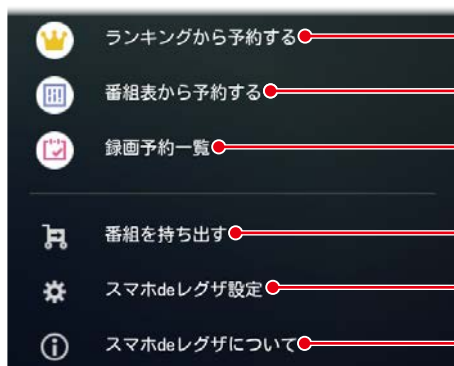 ランキングから予約する
番組表から予約する
録画予約一覧
番組を持ち出す
スマホdeレグザ設定
スマホdeレグザについて